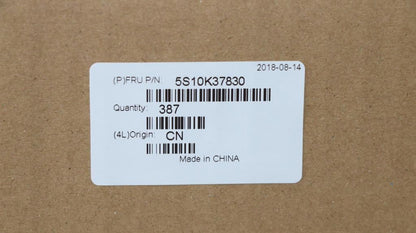 2018-08-14
(P)FRU P/N: 5S10K37830
Quantity: 387
(4L)Origin: CN
Made in CHINA